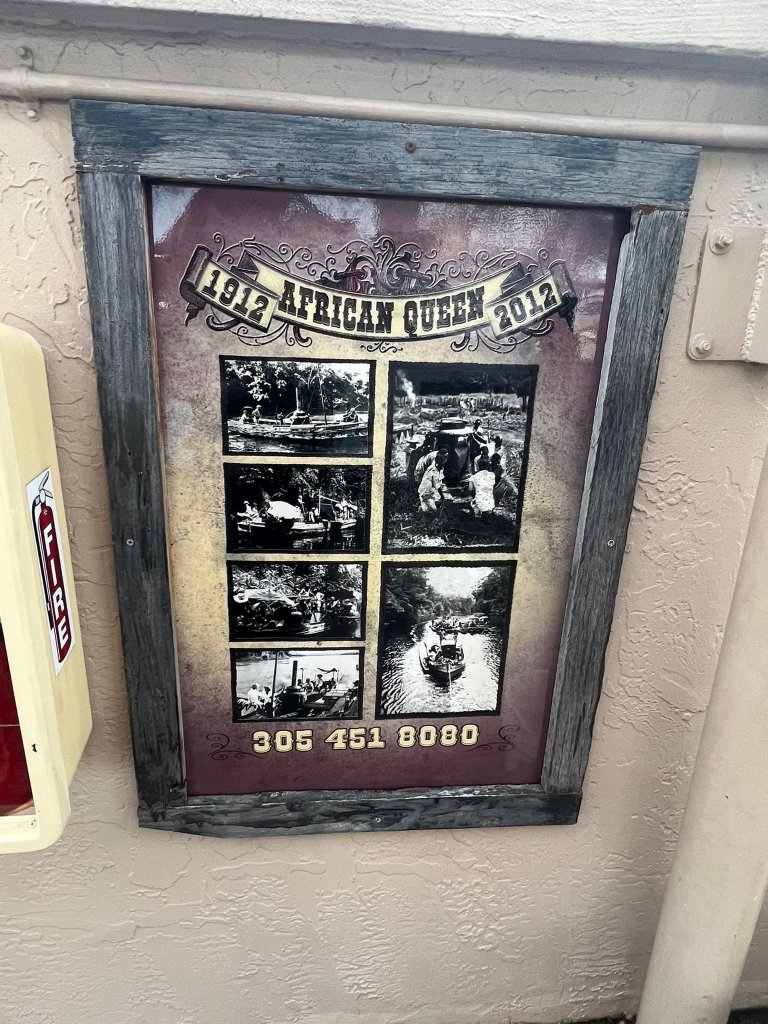 1912 AFRICAN QUEEN 2012
305 451 8080
FIRE